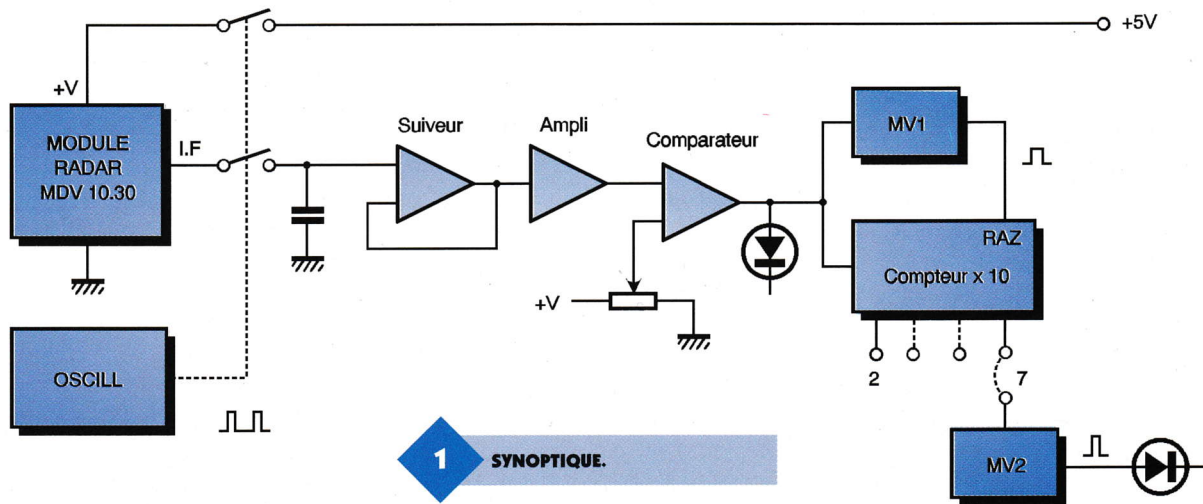 +5V
+V
MODULE
RADAR
MDV 10.30
I.F
Suiveur
Ampli
Comparateur
MV1
RAZ
Compteur x 10
+V
OSCILL
2
7
MV2
1 SYNOPTIQUE.